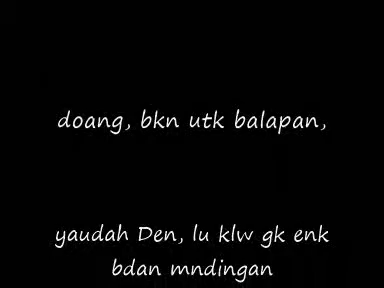 doang, bkn utk balapan,
yaudah Den, lu klw gk enk
bdan mndingan